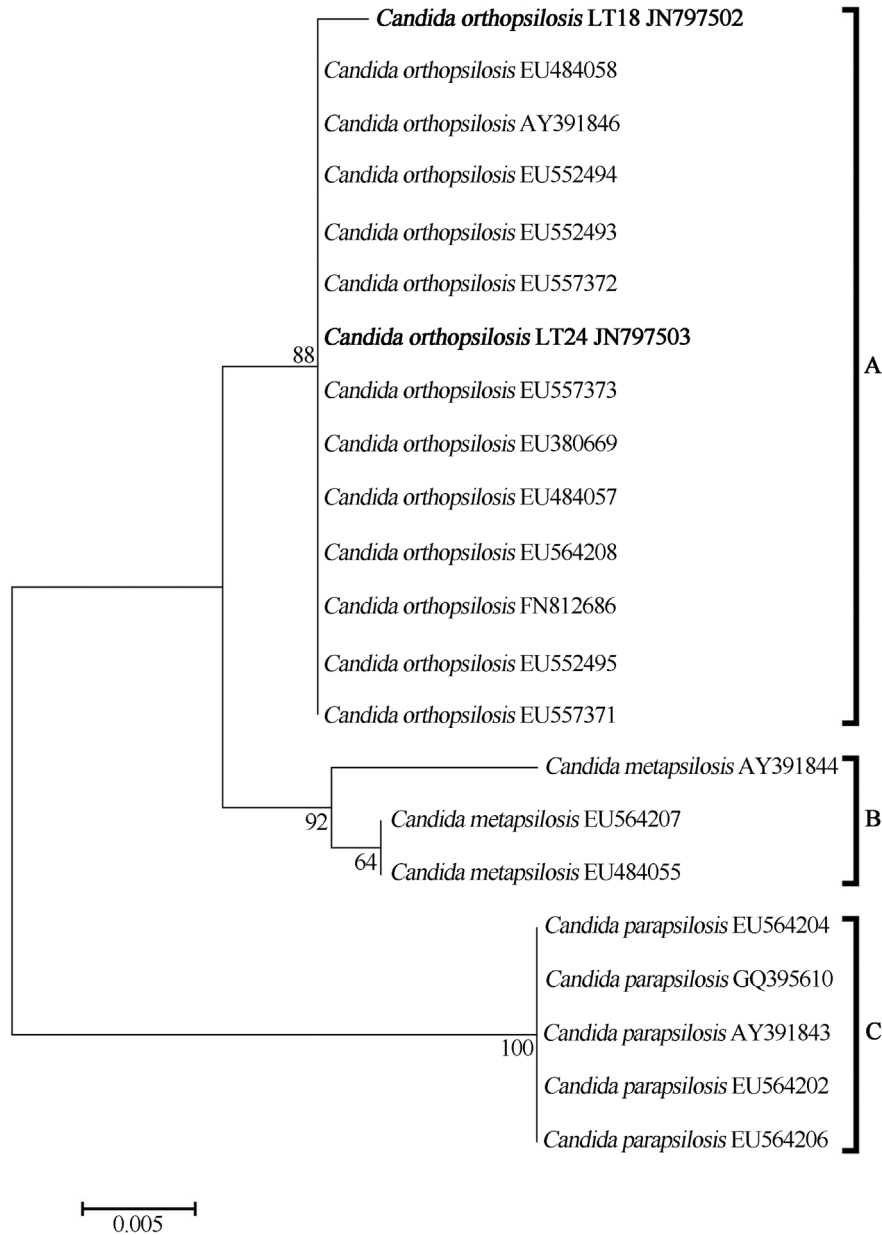 Candida orthopsilosis LT18 JN797502
Candida orthopsilosis EU484058
Candida orthopsilosis AY391846
Candida orthopsilosis EU552494
Candida orthopsilosis EU552493
Candida orthopsilosis EU557372
Candida orthopsilosis LT24 JN797503
88
A
Candida orthopsilosis EU557373
Candida orthopsilosis EU380669
Candida orthopsilosis EU484057
Candida orthopsilosis EU564208
Candida orthopsilosis FN812686
Candida orthopsilosis EU552495
Candida orthopsilosis EU557371
Candida metapsilosis AY391844
92
Candida metapsilosis EU564207
B
64
Candida metapsilosis EU484055
Candida parapsilosis EU564204
Candida parapsilosis GQ395610
Candida parapsilosis AY391843
C
100
Candida parapsilosis EU564202
Candida parapsilosis EU564206
0.005